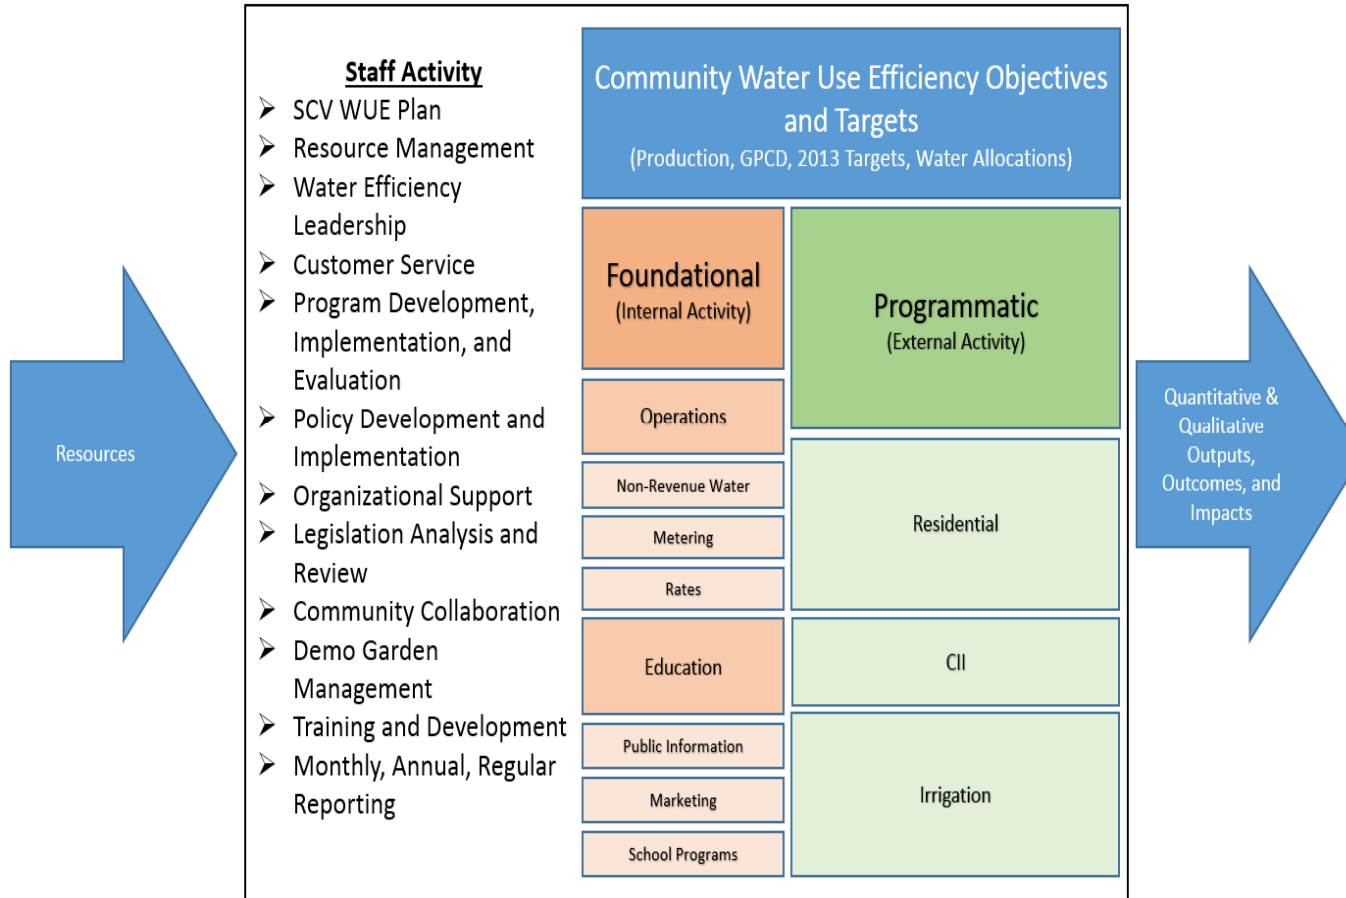 Resources
Staff Activity
➢ SCV WUE Plan
➢ Resource Management
➢ Water Efficiency
Leadership
➢ Customer Service
➢ Program Development,
Implementation, and
Evaluation
➢ Policy Development and
Implementation
➢ Organizational Support
➢ Legislation Analysis and
Review
➢ Community Collaboration
➢ Demo Garden
Management
➢ Training and Development
➢ Monthly, Annual, Regular
Reporting
Community Water Use Efficiency Objectives
and Targets
(Production, GPCD, 2013 Targets, Water Allocations)
Foundational
(Internal Activity)
Operations
Non-Revenue Water
Metering
Rates
Education
Public Information
Marketing
School Programs
Programmatic
(External Activity)
Residential
CII
Irrigation
Quantitative &
Qualitative
Outputs,
Outcomes, and
Impacts